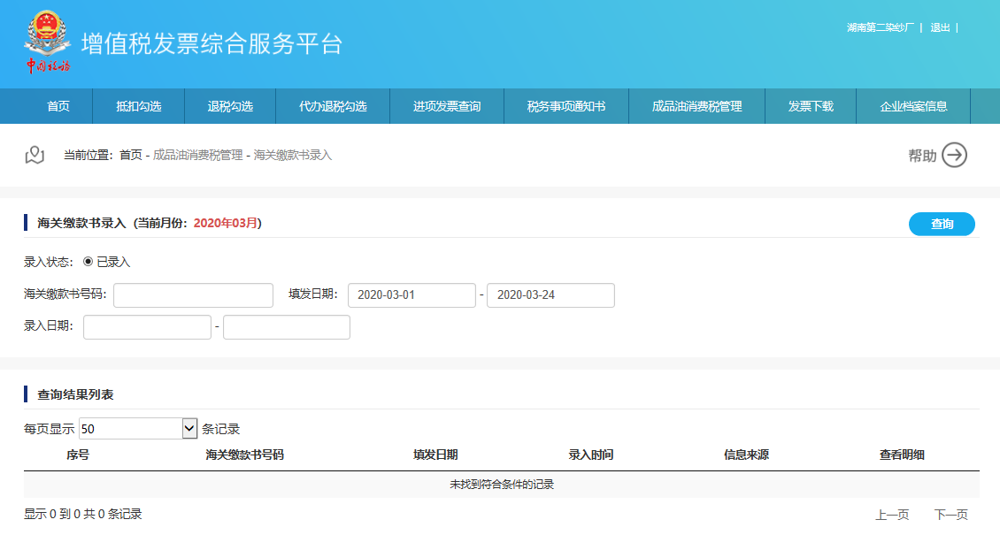 湖南第二染纱厂 | 退出 |
中国税务
增值税发票综合服务平台
首页 抵扣勾选 退税勾选 代办退税勾选 进项发票查询 税务事项通知书 成品油消费税管理 发票下载 企业档案信息
当前位置：首页 - 成品油消费税管理 - 海关缴款书录入 帮助
海关缴款书录入 (当前月份：2020年03月) 查询
录入状态： 已录入
海关缴款书号码： 填发日期： 2020-03-01 - 2020-03-24
录入日期： -
查询结果列表
每页显示 50 条记录
序号 海关缴款书号码 填发日期 录入时间 信息来源 查看明细
未找到符合条件的记录
显示 0 到 0 共 0 条记录 上一页 下一页